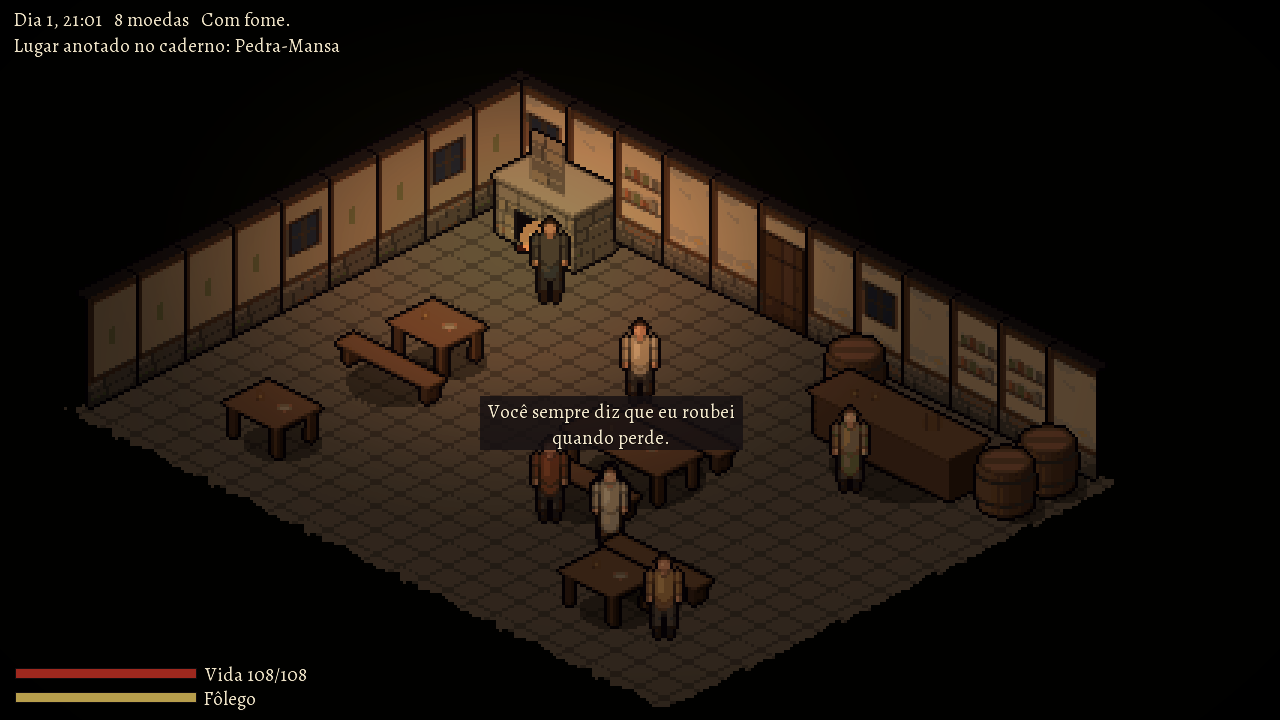 Dia 1, 21:01 8 moedas Com fome.
Lugar anotado no caderno: Pedra-Mansa
Você sempre diz que eu roubei
quando perde.
Vida 108/108
Fôlego